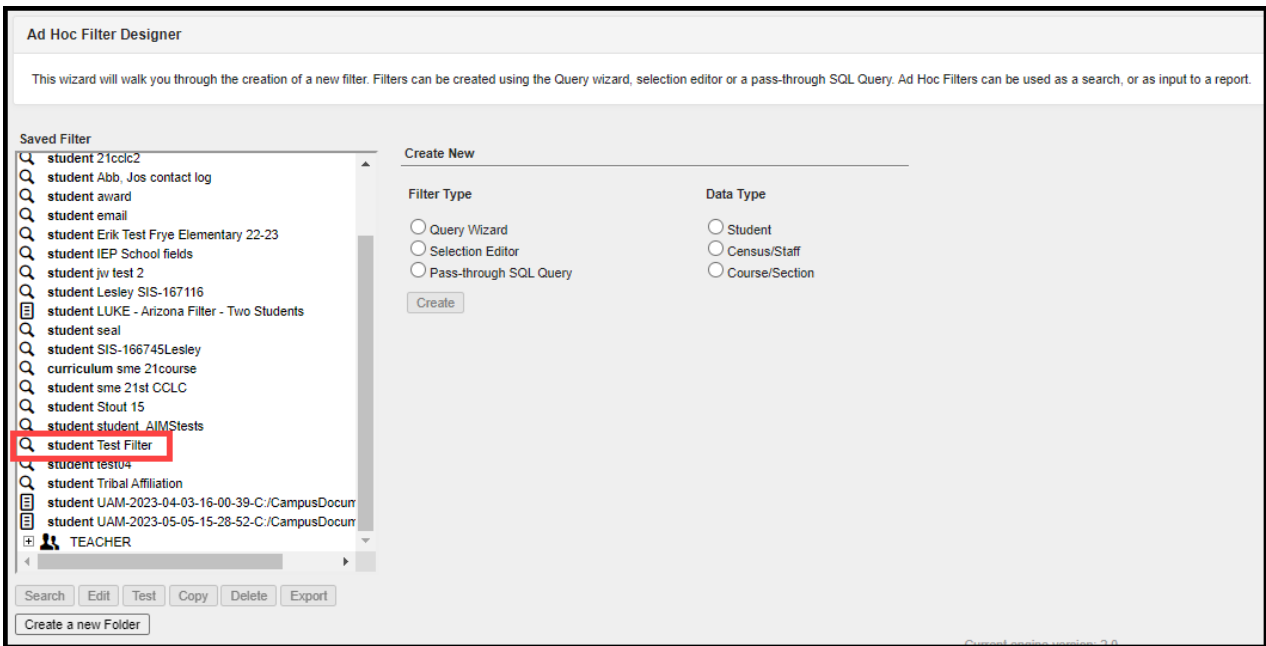 Ad Hoc Filter Designer
This wizard will walk you through the creation of a new filter. Filters can be created using the Query wizard, selection editor or a pass-through SQL Query. Ad Hoc Filters can be used as a search, or as input to a report.
Saved Filter
student 21cclc2
student Abb, Jos contact log
student award
student email
student Erik Test Frye Elementary 22-23
student IEP School fields
student jw test 2
student Lesley SIS-167116
student LUKE - Arizona Filter - Two Students
student seal
student SIS-166745Lesley
curriculum sme 21course
student sme 21st CCLC
student Stout 15
student student_AIMStests
student Test Filter
student test04
student Tribal Affiliation
student UAM-2023-04-03-16-00-39-C:/CampusDocum
student UAM-2023-05-05-15-28-52-C:/CampusDocum
TEACHER
Search Edit Test Copy Delete Export
Create a new Folder
Create New
Filter Type Data Type
Query Wizard Student
Selection Editor Census/Staff
Pass-through SQL Query Course/Section
Create
Current engine version: 2.0